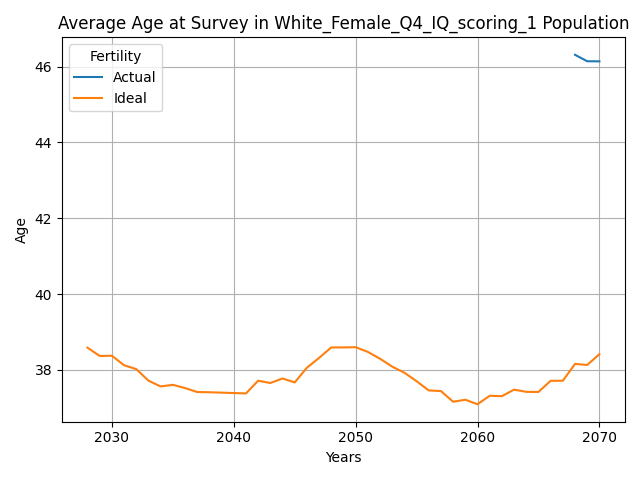 Average Age at Survey in White_Female_Q4_IQ_scoring_1 Population
Fertility
Actual
Ideal
46
44
42
40
38
Age
2030
2040
2050
2060
2070
Years